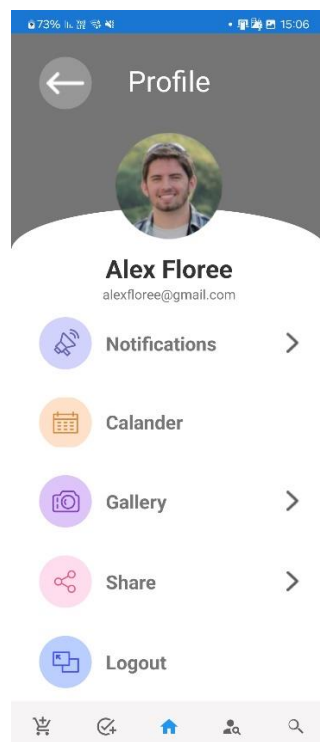 73% 15:06
Profile
Alex Floree
alexfloree@gmail.com
Notifications
Calander
Gallery
Share
Logout